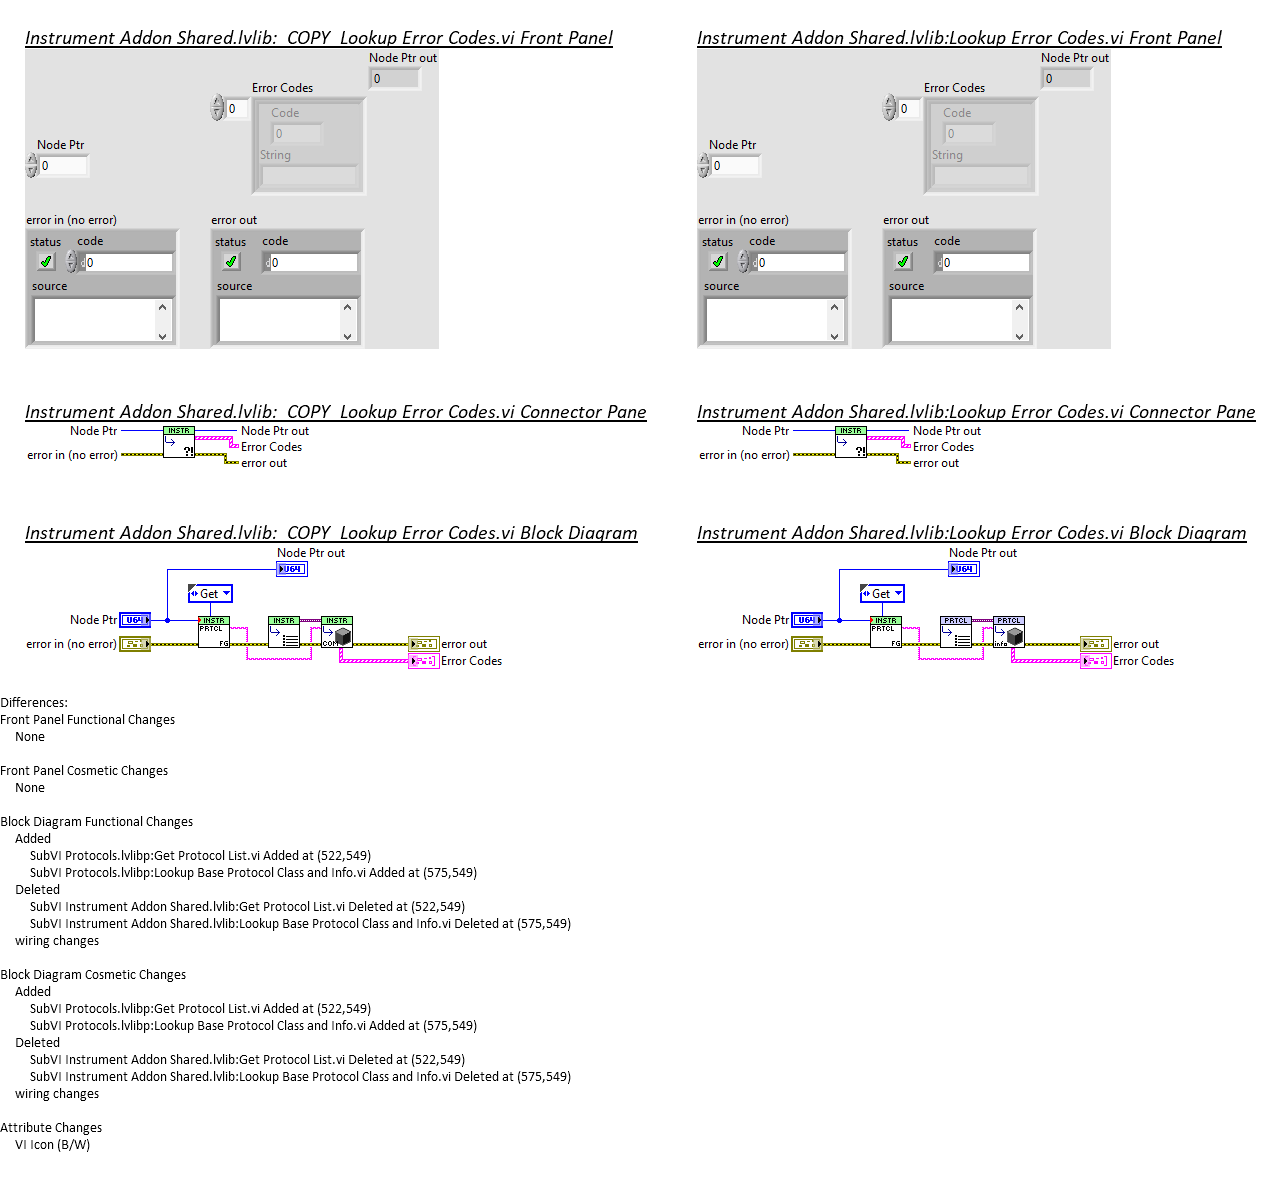 Instrument Addon Shared.lvlib:_COPY_Lookup Error Codes.vi Front Panel
Node Ptr out
0
Error Codes
0
Code
0
String
Node Ptr
0
error in (no error)
status
code
0
source
error out
status
code
0
source
Instrument Addon Shared.lvlib:Lookup Error Codes.vi Front Panel
Node Ptr out
0
Error Codes
0
Code
0
String
Node Ptr
0
error in (no error)
status
code
0
source
error out
status
code
0
source
Instrument Addon Shared.lvlib:_COPY_Lookup Error Codes.vi Connector Pane
Node Ptr
INSTR
?!
Node Ptr out
Error Codes
error in (no error)
error out
Instrument Addon Shared.lvlib:Lookup Error Codes.vi Connector Pane
Node Ptr
INSTR
?!
Node Ptr out
Error Codes
error in (no error)
error out
Instrument Addon Shared.lvlib:_COPY_Lookup Error Codes.vi Block Diagram
Node Ptr out
U64
Get
Node Ptr
U64
INSTR
PRTCL
FG
INSTR
INSTR
COM
error in (no error)
error out
Error Codes
Instrument Addon Shared.lvlib:Lookup Error Codes.vi Block Diagram
Node Ptr out
U64
Get
Node Ptr
U64
INSTR
PRTCL
FG
PRTCL
PRTCL
info
error in (no error)
error out
Error Codes
Differences:
Front Panel Functional Changes
None
Front Panel Cosmetic Changes
None
Block Diagram Functional Changes
Added
SubVI Protocols.lvlibp:Get Protocol List.vi Added at (522,549)
SubVI Protocols.lvlibp:Lookup Base Protocol Class and Info.vi Added at (575,549)
Deleted
SubVI Instrument Addon Shared.lvlib:Get Protocol List.vi Deleted at (522,549)
SubVI Instrument Addon Shared.lvlib:Lookup Base Protocol Class and Info.vi Deleted at (575,549)
wiring changes
Block Diagram Cosmetic Changes
Added
SubVI Protocols.lvlibp:Get Protocol List.vi Added at (522,549)
SubVI Protocols.lvlibp:Lookup Base Protocol Class and Info.vi Added at (575,549)
Deleted
SubVI Instrument Addon Shared.lvlib:Get Protocol List.vi Deleted at (522,549)
SubVI Instrument Addon Shared.lvlib:Lookup Base Protocol Class and Info.vi Deleted at (575,549)
wiring changes
Attribute Changes
VI Icon (B/W)